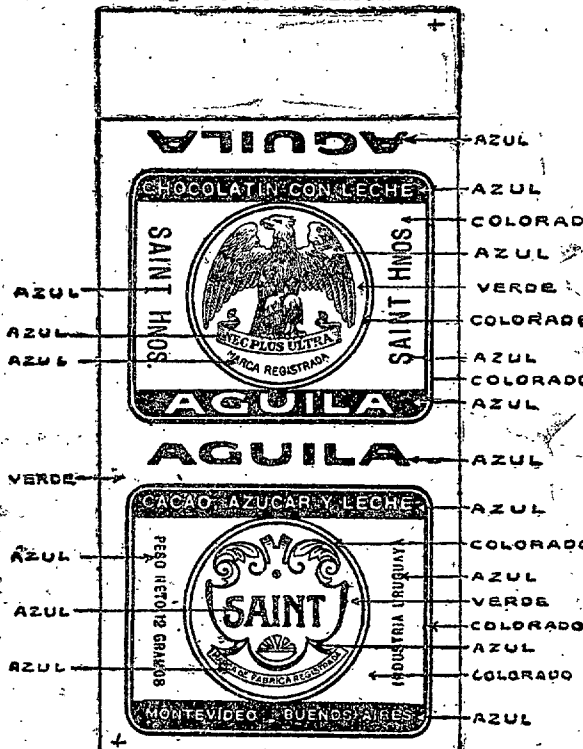 AGUILA
AZUL
CHOCOLATIN CON LECHE
AZUL
COLORADO
SAINT HNOS.
SAINT HNOS
AZUL
AZUL
VERDE
COLORADO
AZUL
NEC PLUS ULTRA
AZUL
MARCA REGISTRADA
AZUL
COLORADO
AGUILA
AZUL
AGUILA
AZUL
VERDE
CACAO AZUCAR Y LECHE
AZUL
COLORADO
AZUL
PESO NETO 12 GRAMOS
INDUSTRIA URUGUAYA
AZUL
VERDE
AZUL
SAINT
COLORADO
AZUL
AZUL
MARCA DE FABRICA REGISTRADA
COLORADO
MONTEVIDEO - BUENOS AIRES
AZUL